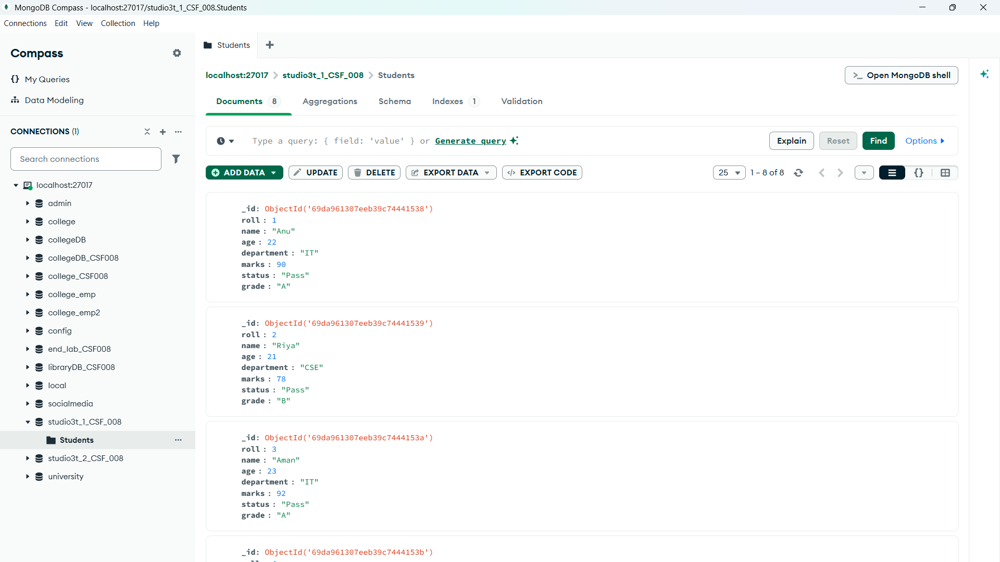 MongoDB Compass - localhost:27017/studio3t_1_CSF_008.Students
Connections Edit View Collection Help
Compass
My Queries
Data Modeling
CONNECTIONS (1)
Search connections
localhost:27017
admin
college
collegeDB
collegeDB_CSF008
college_CSF008
college_emp
college_emp2
config
end_lab_CSF008
libraryDB_CSF008
local
socialmedia
studio3t_1_CSF_008
Students
studio3t_2_CSF_008
university
Students
localhost:27017 studio3t_1_CSF_008 Students
>_ Open MongoDB shell
Documents 8 Aggregations Schema Indexes 1 Validation
Type a query: { field: 'value' } or Generate query
Explain Reset Find Options
ADD DATA UPDATE DELETE EXPORT DATA EXPORT CODE
25 1 – 8 of 8
_id: ObjectId('69da961307eeb39c74441538')
roll : 1
name : "Anu"
age : 22
department : "IT"
marks : 90
status : "Pass"
grade : "A"
_id: ObjectId('69da961307eeb39c74441539')
roll : 2
name : "Riya"
age : 21
department : "CSE"
marks : 78
status : "Pass"
grade : "B"
_id: ObjectId('69da961307eeb39c7444153a')
roll : 3
name : "Aman"
age : 23
department : "IT"
marks : 92
status : "Pass"
grade : "A"
_id: ObjectId('69da961307eeb39c7444153b')